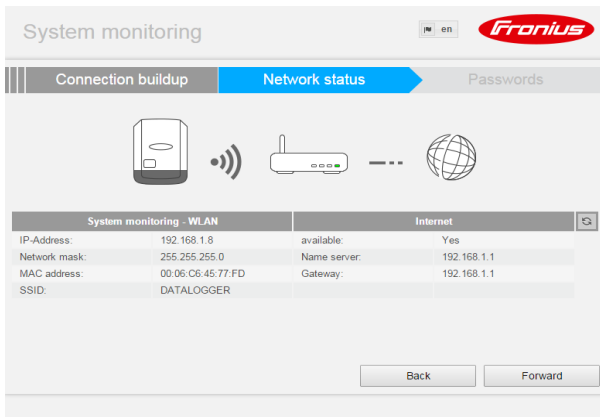 System monitoring
en
Fronius
Connection buildup
Network status
Passwords
System monitoring - WLAN
Internet
IP-Address: 192.168.1.8 available: Yes
Network mask: 255.255.255.0 Name server: 192.168.1.1
MAC address: 00:06:C6:45:77:FD Gateway: 192.168.1.1
SSID: DATALOGGER
Back
Forward